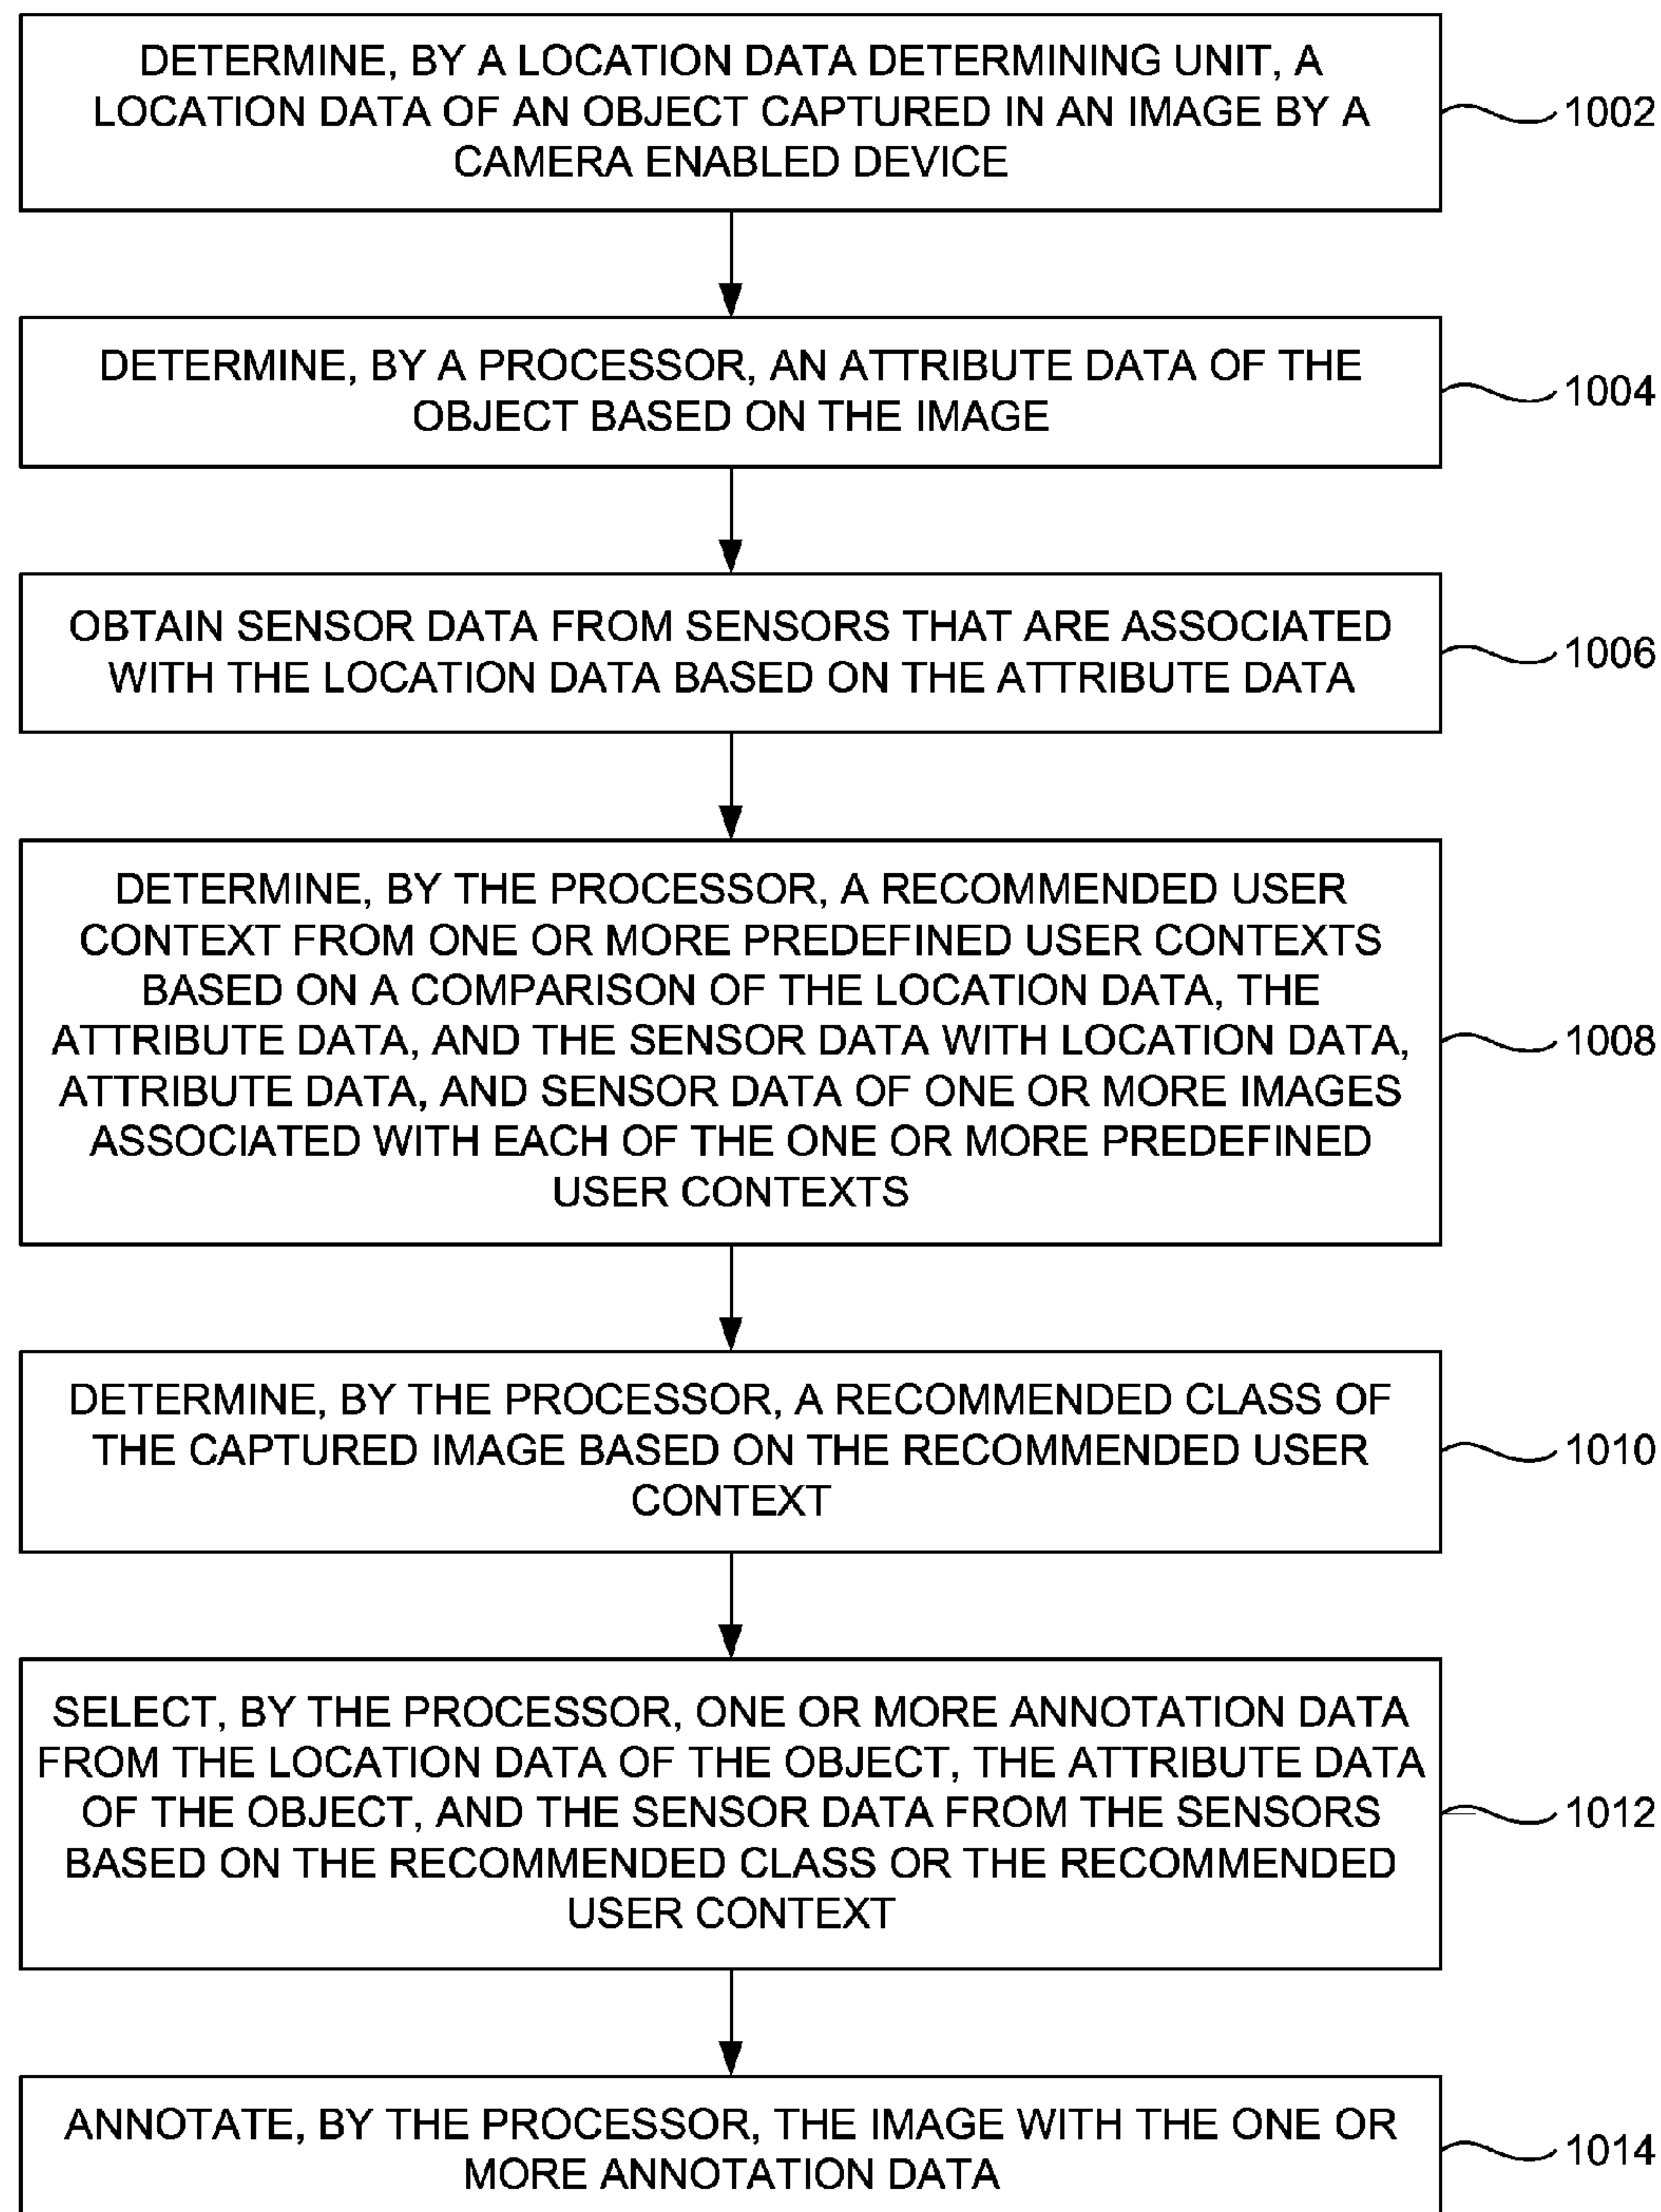 DETERMINE, BY A LOCATION DATA DETERMINING UNIT, A
LOCATION DATA OF AN OBJECT CAPTURED IN AN IMAGE BY A
CAMERA ENABLED DEVICE
1002
DETERMINE, BY A PROCESSOR, AN ATTRIBUTE DATA OF THE
OBJECT BASED ON THE IMAGE
1004
OBTAIN SENSOR DATA FROM SENSORS THAT ARE ASSOCIATED
WITH THE LOCATION DATA BASED ON THE ATTRIBUTE DATA
1006
DETERMINE, BY THE PROCESSOR, A RECOMMENDED USER
CONTEXT FROM ONE OR MORE PREDEFINED USER CONTEXTS
BASED ON A COMPARISON OF THE LOCATION DATA, THE
ATTRIBUTE DATA, AND THE SENSOR DATA WITH LOCATION DATA,
ATTRIBUTE DATA, AND SENSOR DATA OF ONE OR MORE IMAGES
ASSOCIATED WITH EACH OF THE ONE OR MORE PREDEFINED
USER CONTEXTS
1008
DETERMINE, BY THE PROCESSOR, A RECOMMENDED CLASS OF
THE CAPTURED IMAGE BASED ON THE RECOMMENDED USER
CONTEXT
1010
SELECT, BY THE PROCESSOR, ONE OR MORE ANNOTATION DATA
FROM THE LOCATION DATA OF THE OBJECT, THE ATTRIBUTE DATA
OF THE OBJECT, AND THE SENSOR DATA FROM THE SENSORS
BASED ON THE RECOMMENDED CLASS OR THE RECOMMENDED
USER CONTEXT
1012
ANNOTATE, BY THE PROCESSOR, THE IMAGE WITH THE ONE OR
MORE ANNOTATION DATA
1014